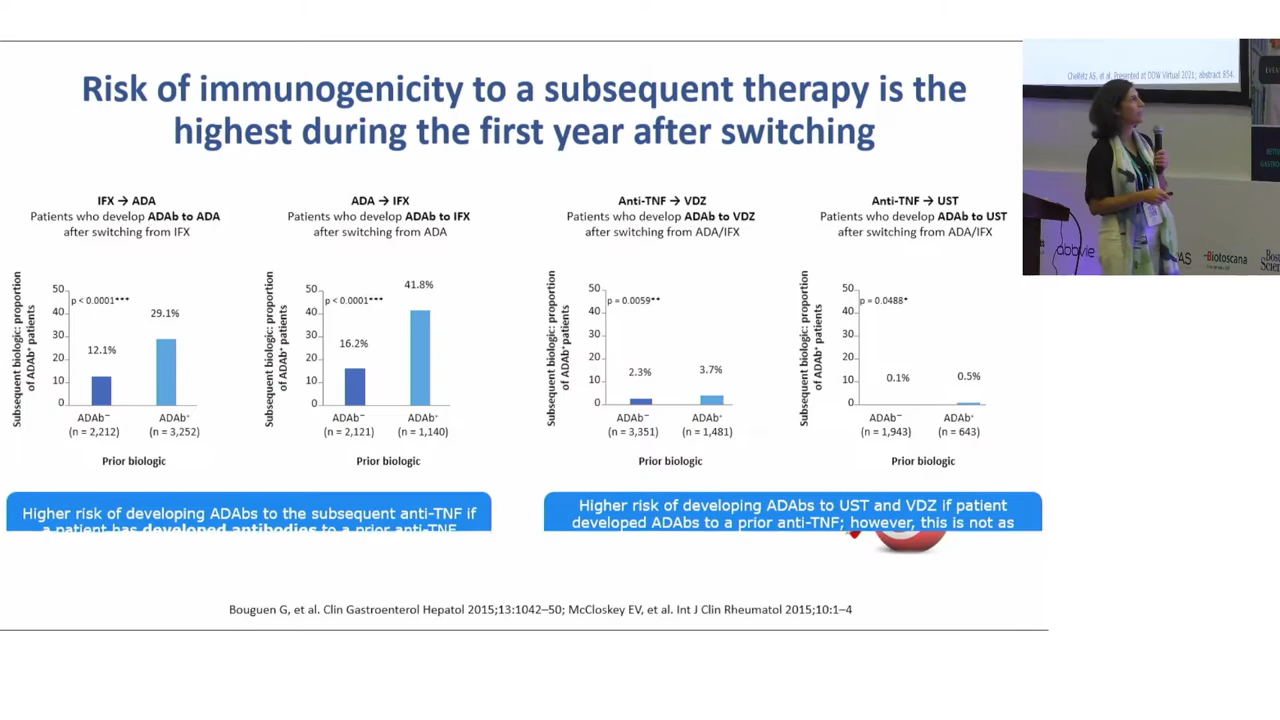 Risk of immunogenicity to a subsequent therapy is the
highest during the first year after switching
IFX → ADA
Patients who develop ADAb to ADA
after switching from IFX
Subsequent biologic: proportion
of ADAb⁺ patients
50
40
30
20
10
0
p < 0.0001***
12.1%
29.1%
ADAb⁻
(n = 2,212)
ADAb⁺
(n = 3,252)
Prior biologic
ADA → IFX
Patients who develop ADAb to IFX
after switching from ADA
Subsequent biologic: proportion
of ADAb⁺ patients
50
40
30
20
10
0
p < 0.0001***
16.2%
41.8%
ADAb⁻
(n = 2,121)
ADAb⁺
(n = 1,140)
Prior biologic
Anti-TNF → VDZ
Patients who develop ADAb to VDZ
after switching from ADA/IFX
Subsequent biologic: proportion
of ADAb⁺ patients
50
40
30
20
10
0
p = 0.0059**
2.3%
3.7%
ADAb⁻
(n = 3,351)
ADAb⁺
(n = 1,481)
Prior biologic
Anti-TNF → UST
Patients who develop ADAb to UST
after switching from ADA/IFX
Subsequent biologic: proportion
of ADAb⁺ patients
50
40
30
20
10
0
p = 0.0488*
0.1%
0.5%
ADAb⁻
(n = 1,943)
ADAb⁺
(n = 643)
Prior biologic
Higher risk of developing ADAbs to the subsequent anti-TNF if
a patient has developed antibodies to a prior anti-TNF
Higher risk of developing ADAbs to UST and VDZ if patient
developed ADAbs to a prior anti-TNF; however, this is not as
Bouguen G, et al. Clin Gastroenterol Hepatol 2015;13:1042–50; McCloskey EV, et al. Int J Clin Rheumatol 2015;10:1–4
Cheifetz AS, et al. Presented at DDW Virtual 2021; abstract 854.
abbvie
Biotoscana